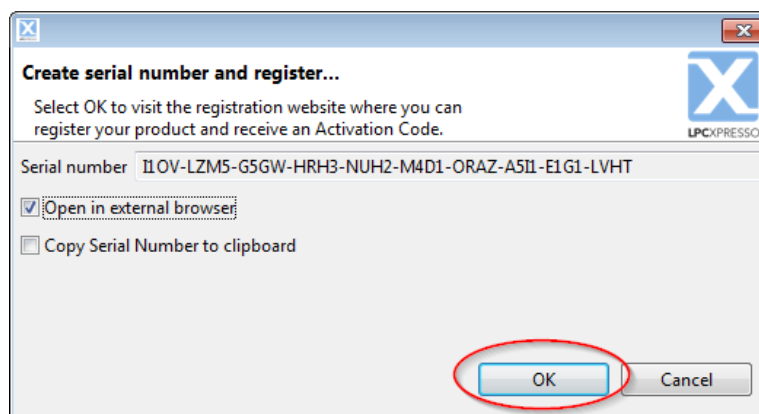 Create serial number and register...
Select OK to visit the registration website where you can
register your product and receive an Activation Code.
LPCXPRESSO
Serial number I1OV-LZM5-G5GW-HRH3-NUH2-M4D1-ORAZ-A5I1-E1G1-LVHT
Open in external browser
Copy Serial Number to clipboard
OK Cancel